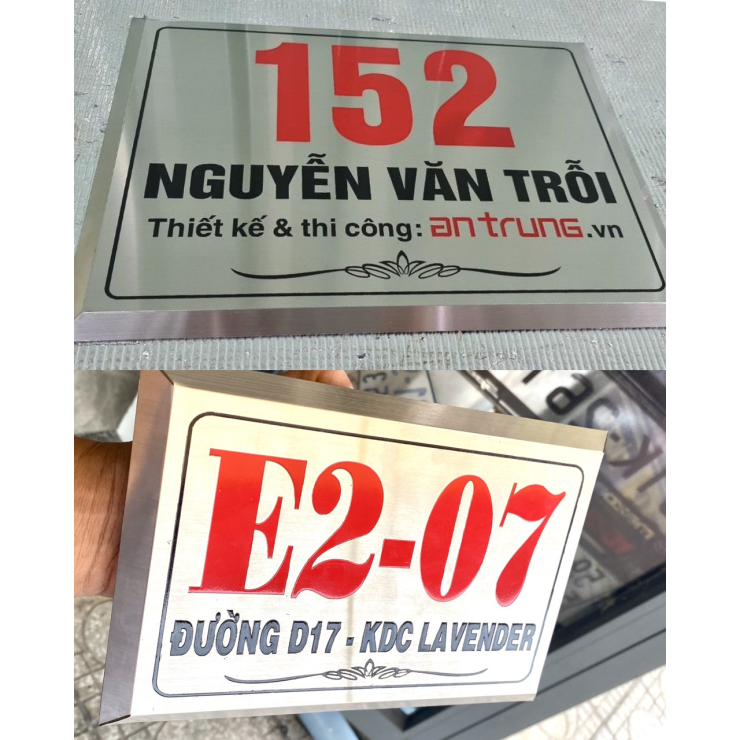 152
NGUYỄN VĂN TRỖI
Thiết kế & thi công: antrung.vn
E2-07
ĐƯỜNG D17 - KDC LAVENDER